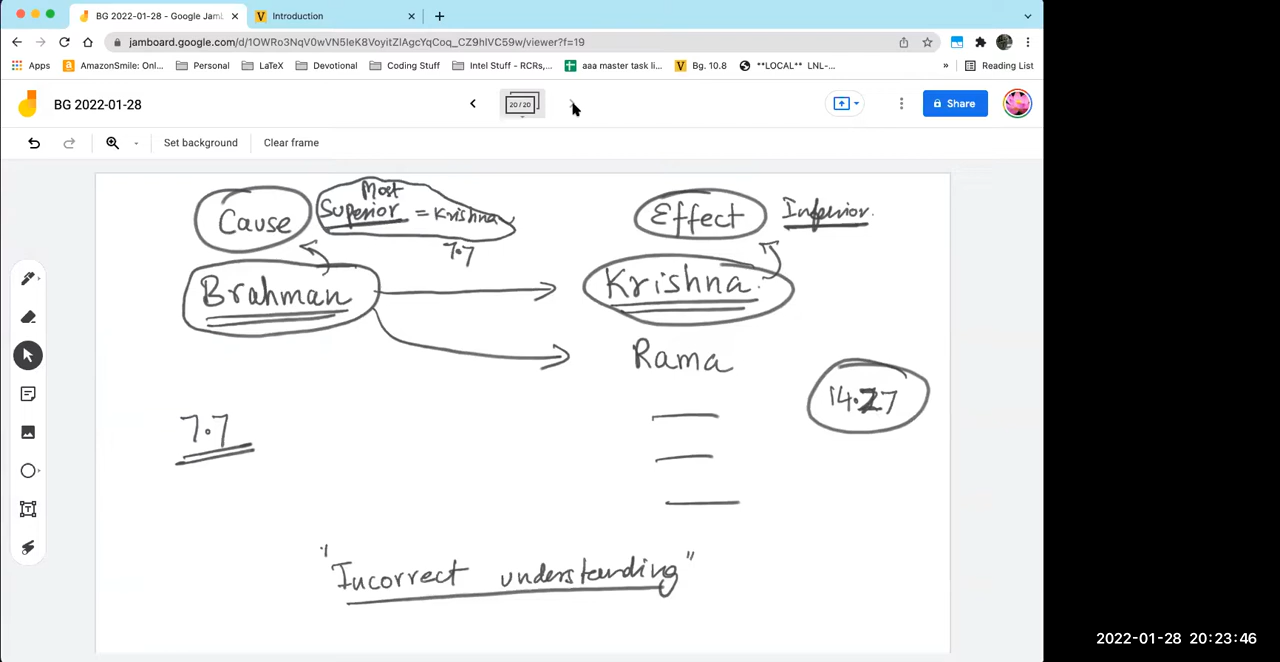 BG 2022-01-28 - Google Jam
Introduction
jamboard.google.com/d/1OWRo3NqV0wVN5IeK8VoyitZlAgcYqCoq_CZ9hIVC59w/viewer?f=19
Apps
AmazonSmile: Onl...
Personal
LaTeX
Devotional
Coding Stuff
Intel Stuff - RCRs,...
aaa master task li...
Bg. 10.8
**LOCAL** LNL-...
»
Reading List
BG 2022-01-28
20/20
Share
Set background
Clear frame
Most
Cause
Superior = Krishna
Effect
Inferior.
7.7
Brahman
Krishna.
Rama
14.27
7.7
"Incorrect understanding"
2022-01-28 20:23:46